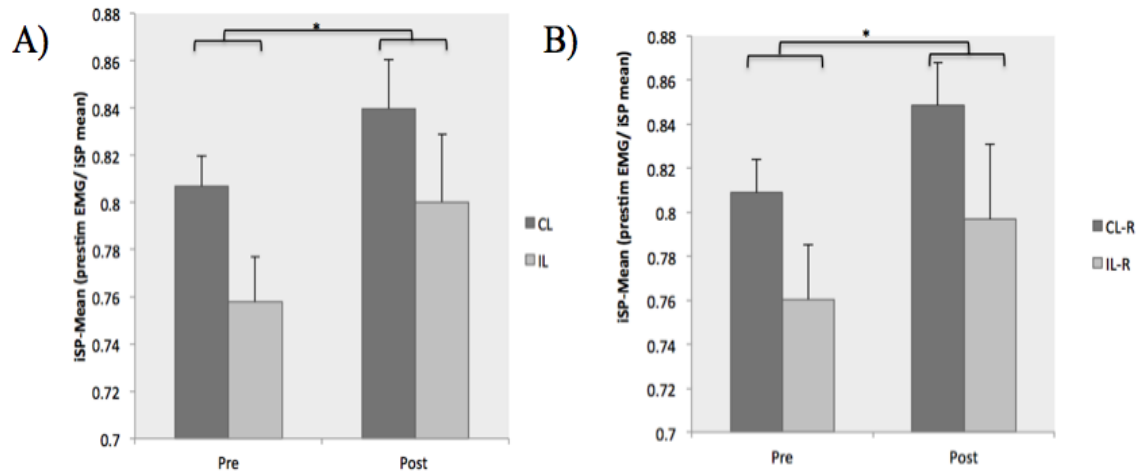 A)
iSP-Mean (prestim EMG/ iSP mean)
0.88
0.86
0.84
0.82
0.8
0.78
0.76
0.74
0.72
0.7
*
Pre
Post
CL
IL
B)
iSP-Mean (prestim EMG/ iSP mean)
0.88
0.86
0.84
0.82
0.8
0.78
0.76
0.74
0.72
0.7
*
Pre
Post
CL-R
IL-R